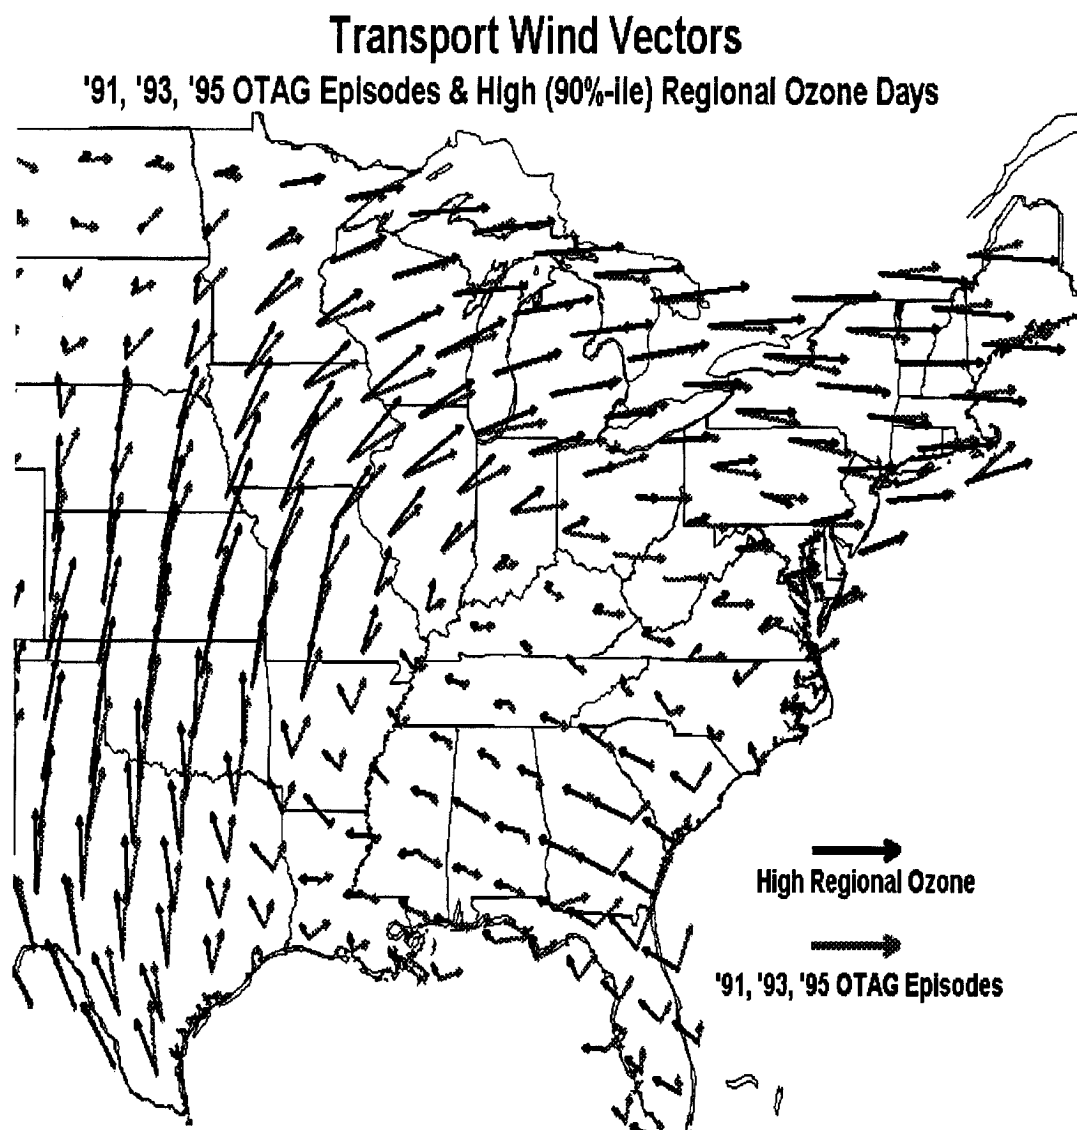 Transport Wind Vectors
'91, '93, '95 OTAG Episodes & High (90%-ile) Regional Ozone Days
High Regional Ozone
'91, '93, '95 OTAG Episodes